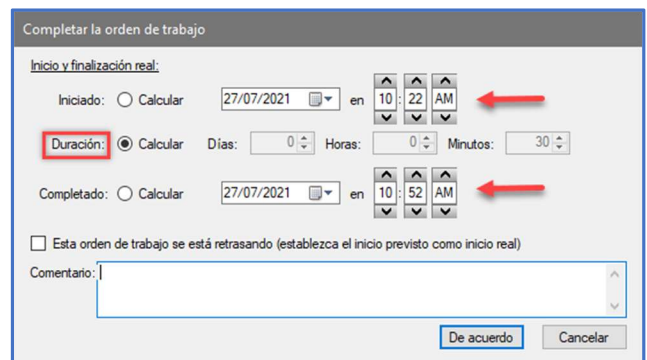 Completar la orden de trabajo
Inicio y finalización real:
Iniciado: Calcular 27/07/2021 en 10 : 22 AM
Duración: Calcular Días: 0 Horas: 0 Minutos: 30
Completado: Calcular 27/07/2021 en 10 : 52 AM
Esta orden de trabajo se está retrasando (establezca el inicio previsto como inicio real)
Comentario:
De acuerdo Cancelar